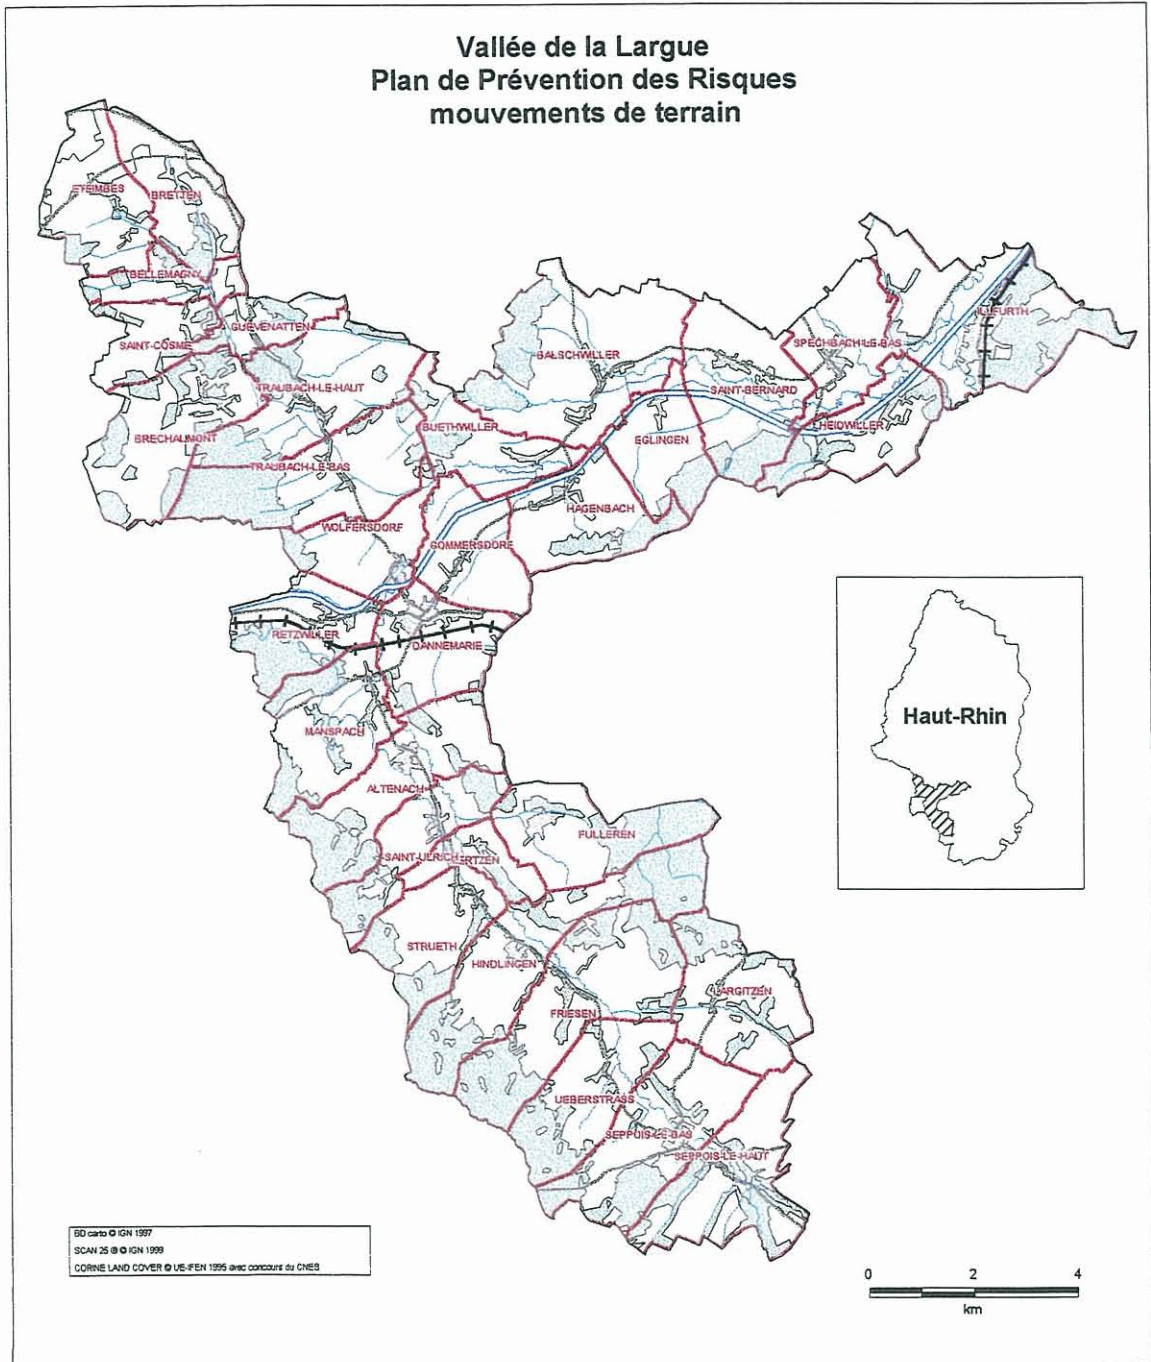 Vallée de la Largue
Plan de Prévention des Risques
mouvements de terrain
ETEIMBES
BRETTEN
BELLEMAGNY
GUEVENATTEN
SAINT-COSME
TRAUBACH-LE-HAUT
BRECHAUMONT
TRAUBACH-LE-BAS
BUETHWILLER
BALSCHWILLER
SPECHBACH-LE-BAS
ILLFURTH
SAINT-BERNARD
HEIDWILLER
EGLINGEN
HAGENBACH
WOLFERSDORF
GOMMERSDORF
RETZWILLER
DANNEMARIE
MANSPACH
ALTENACH
FULLEREN
SAINT-ULRICH
MERTZEN
STRUETH
HINDLINGEN
LARGITZEN
FRIESEN
UEBERSTRASS
SEPPOIS-LE-BAS
SEPPOIS-LE-HAUT
Haut-Rhin
BD carto © IGN 1997
SCAN 25 ® © IGN 1999
CORINE LAND COVER © UE-IFEN 1995 avec concours du CNES
0 2 4
km